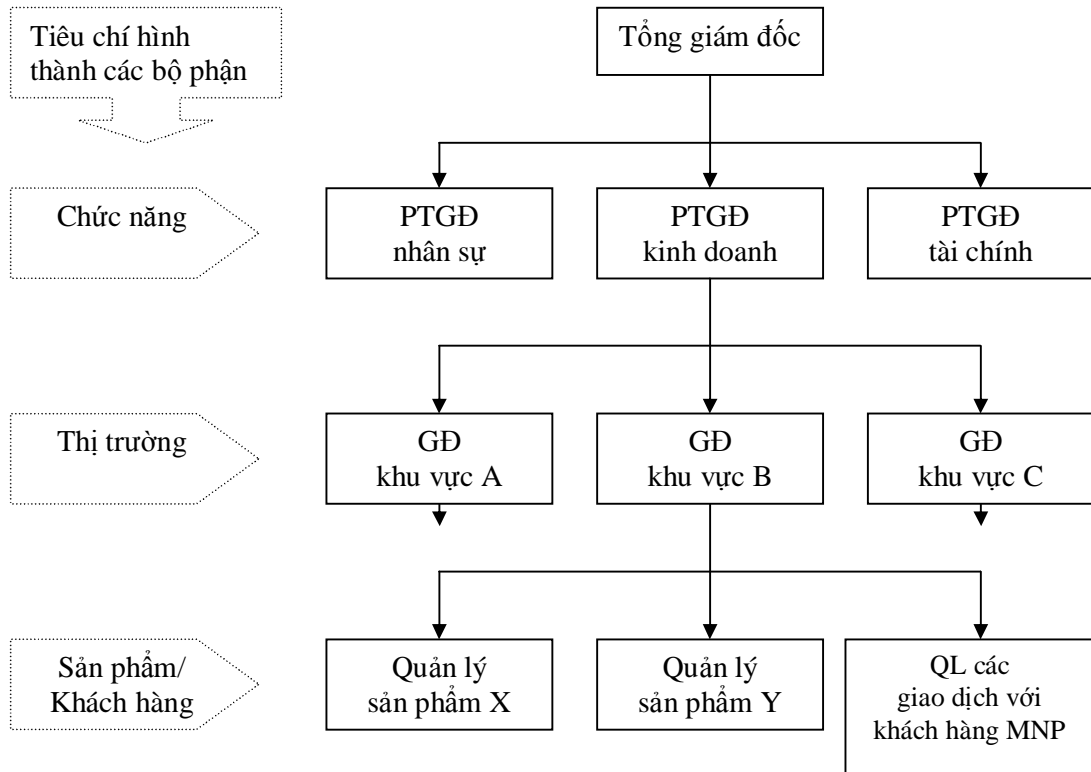 Tiêu chí hình
thành các bộ phận
Tổng giám đốc
Chức năng
PTGĐ
nhân sự
PTGĐ
kinh doanh
PTGĐ
tài chính
Thị trường
GĐ
khu vực A
GĐ
khu vực B
GĐ
khu vực C
Sản phẩm/
Khách hàng
Quản lý
sản phẩm X
Quản lý
sản phẩm Y
QL các
giao dịch với
khách hàng MNP